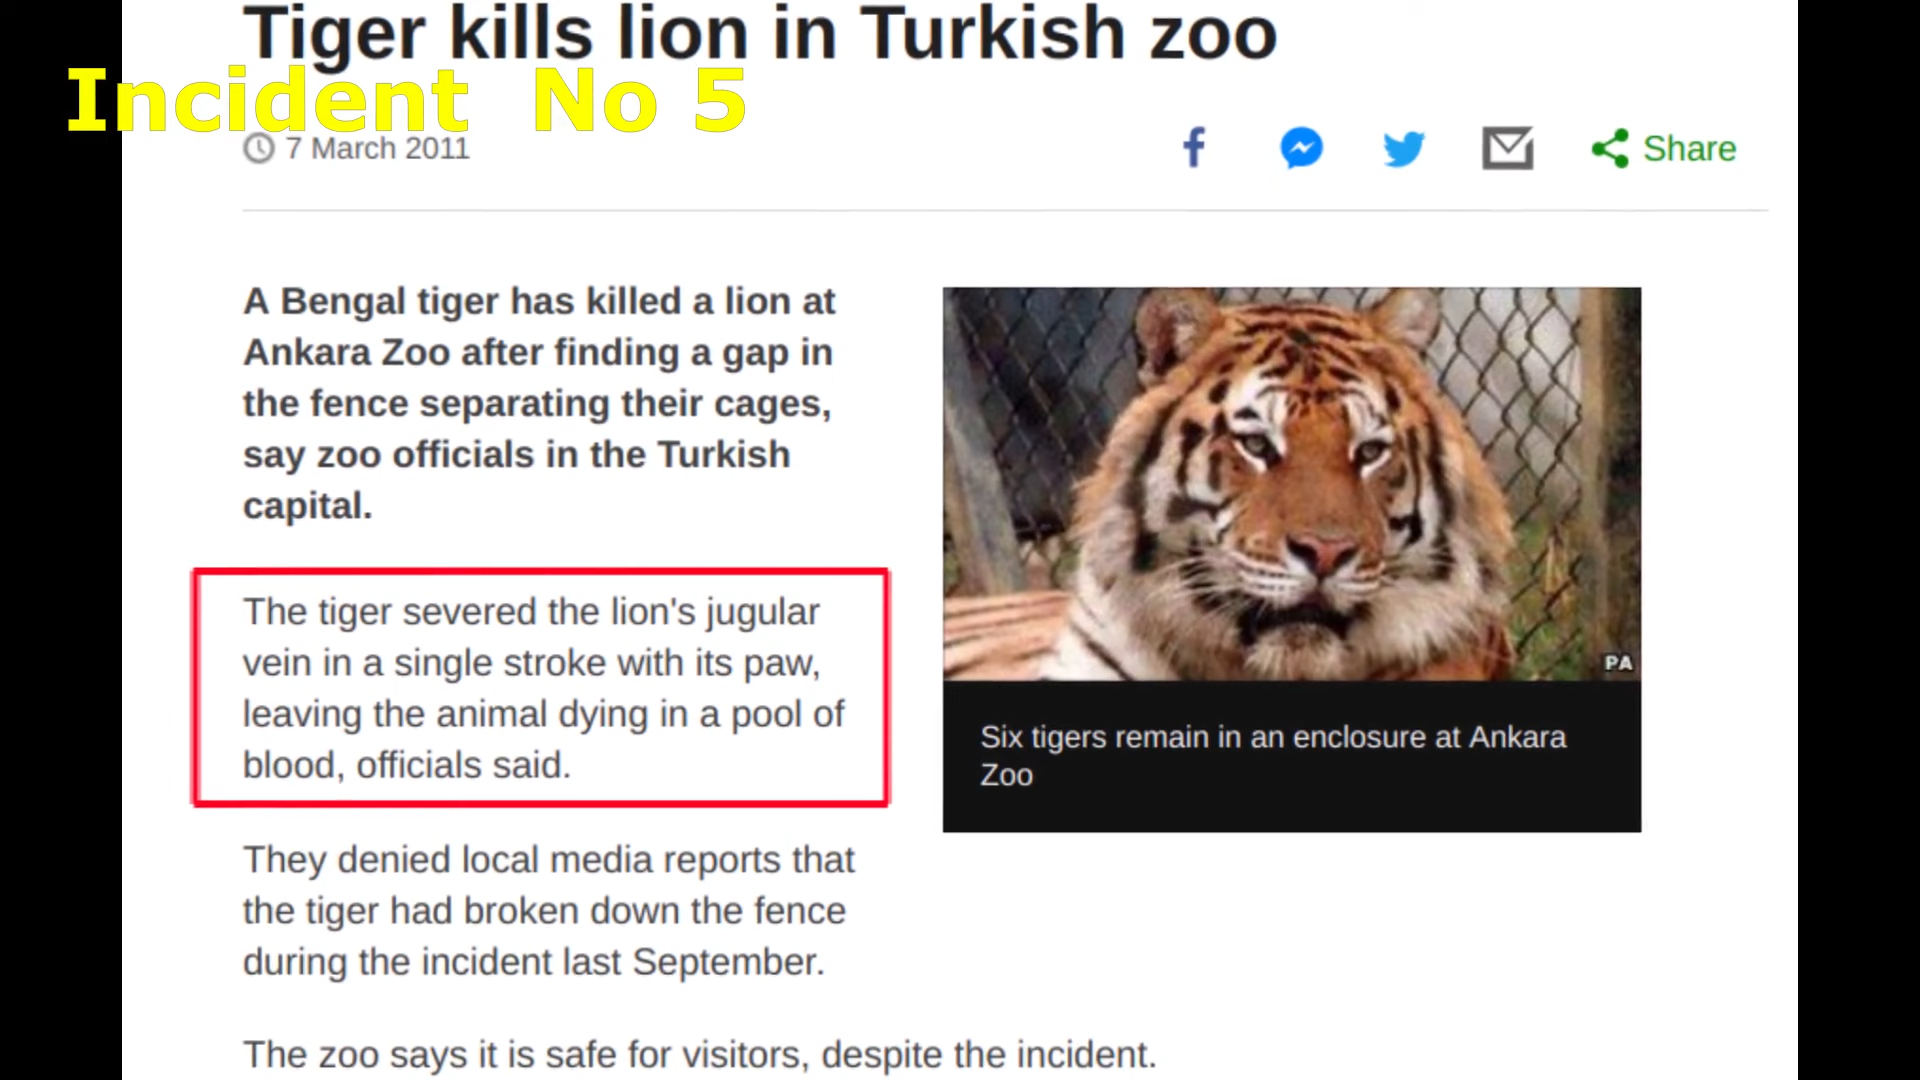 Tiger kills lion in Turkish zoo
Incident No 5
7 March 2011
Share
A Bengal tiger has killed a lion at
Ankara Zoo after finding a gap in
the fence separating their cages,
say zoo officials in the Turkish
capital.
The tiger severed the lion's jugular
vein in a single stroke with its paw,
leaving the animal dying in a pool of
blood, officials said.
They denied local media reports that
the tiger had broken down the fence
during the incident last September.
The zoo says it is safe for visitors, despite the incident.
PA
Six tigers remain in an enclosure at Ankara
Zoo